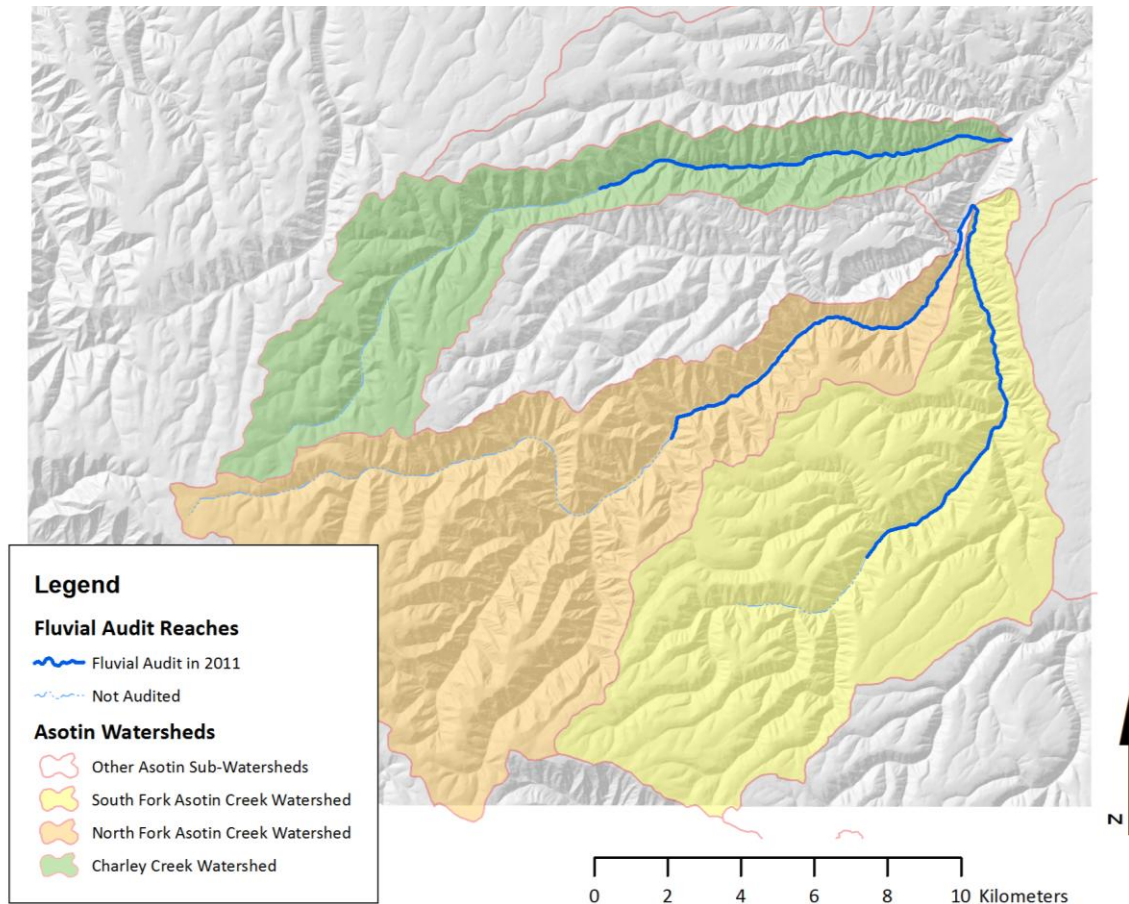 Legend
Fluvial Audit Reaches
Fluvial Audit in 2011
Not Audited
Asotin Watersheds
Other Asotin Sub-Watersheds
South Fork Asotin Creek Watershed
North Fork Asotin Creek Watershed
Charley Creek Watershed
N
0 2 4 6 8 10 Kilometers